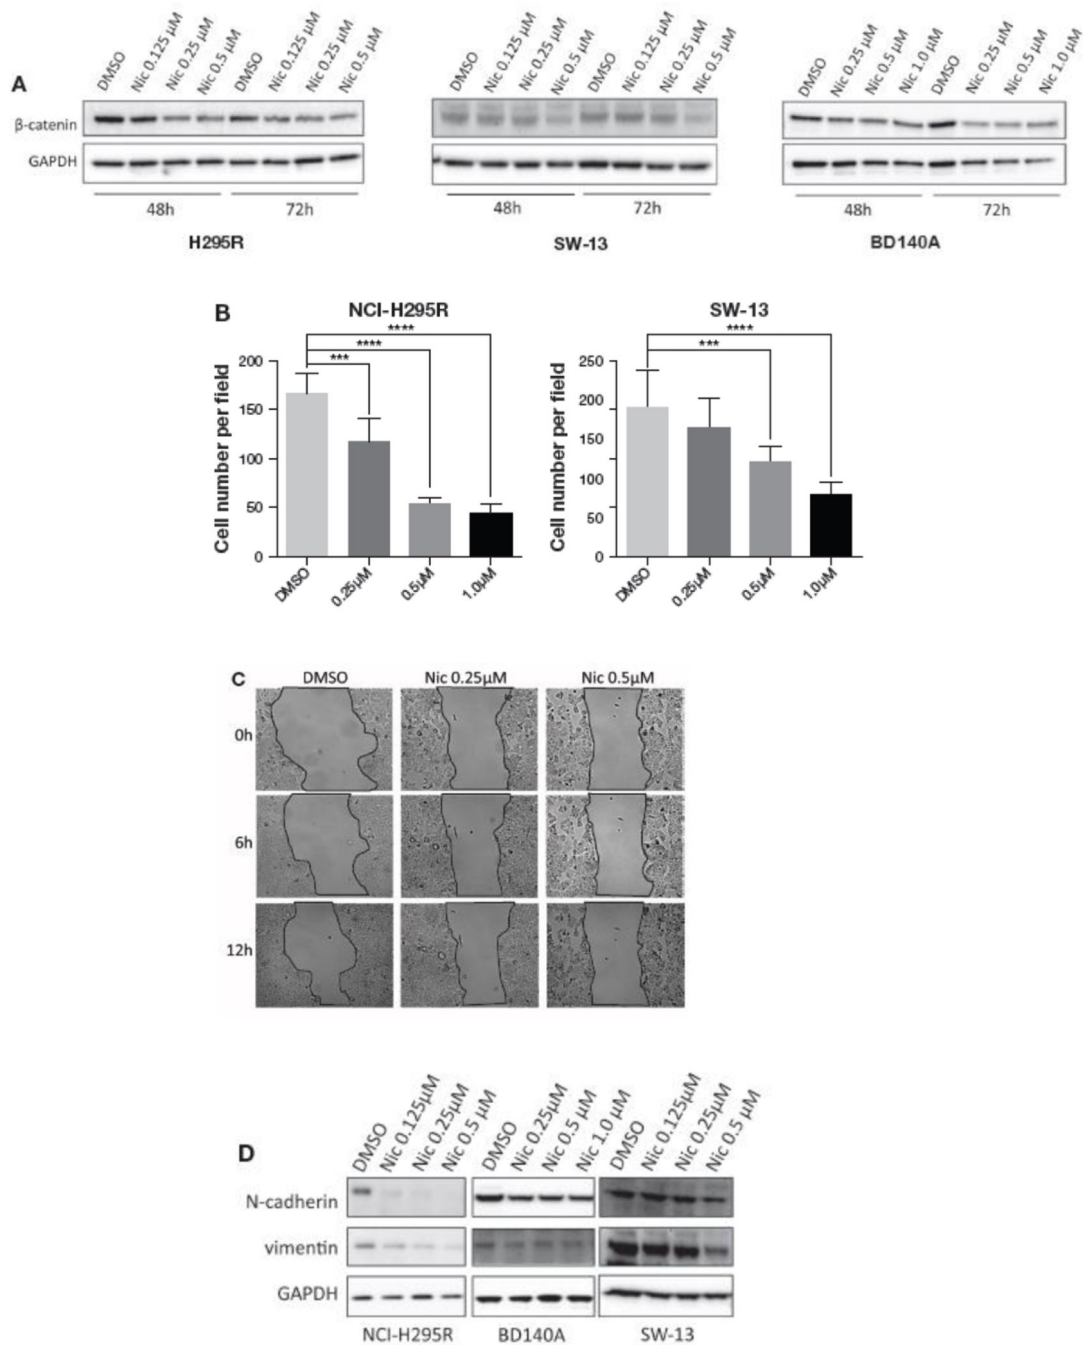 A
DMSO Nic 0.125 µM Nic 0.25 µM Nic 0.5 µM DMSO Nic 0.125 µM Nic 0.25 µM Nic 0.5 µM
DMSO Nic 0.125 µM Nic 0.25 µM Nic 0.5 µM DMSO Nic 0.125 µM Nic 0.25 µM Nic 0.5 µM
DMSO Nic 0.25 µM Nic 0.5 µM Nic 1.0 µM DMSO Nic 0.25 µM Nic 0.5 µM Nic 1.0 µM
β-catenin
GAPDH
48h 72h 48h 72h 48h 72h
H295R SW-13 BD140A
B
NCI-H295R
****
****
***
Cell number per field
200
150
100
50
0
DMSO 0.25µM 0.5µM 1.0µM
SW-13
****
***
Cell number per field
250
200
150
100
50
0
DMSO 0.25µM 0.5µM 1.0µM
C
DMSO Nic 0.25µM Nic 0.5µM
0h
6h
12h
D
DMSO Nic 0.125µM Nic 0.25µM Nic 0.5 µM DMSO Nic 0.25µM Nic 0.5 µM Nic 1.0 µM DMSO Nic 0.125µM Nic 0.25µM Nic 0.5 µM
N-cadherin
vimentin
GAPDH
NCI-H295R BD140A SW-13